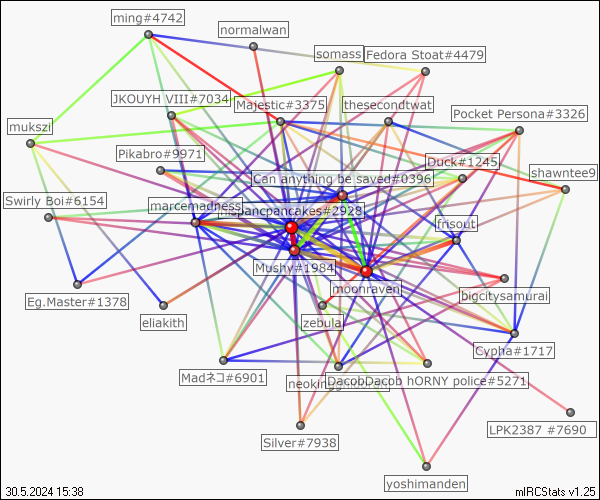 ming#4742
normalwan
somass
Fedora Stoat#4479
JKOUYH VIII#7034
Majestic#3375
thesecondtwat
Pocket Persona#3326
mukszi
Pikabro#9971
Duck#1245
shawntee9
Can anything be saved#0396
Swirly Boi#6154
marcemadness
hispancpancakes#2928
frisout
Mushy#1984
moonraven
Eg.Master#1378
bigcitysamurai
eliakith
zebula
Cypha#1717
Madネコ#6901
DacobDacob hORNY police#5271
LPK2387 #7690
Silver#7938
yoshimanden
30.5.2024 15:38
mIRCStats v1.25